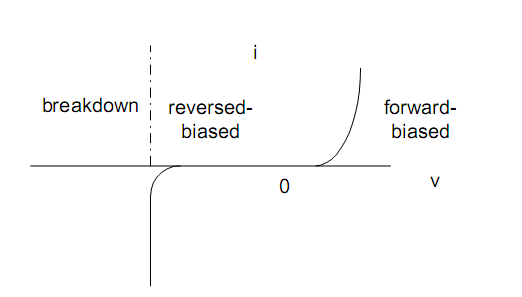 i
breakdown
reversed-
biased
forward-
biased
0
v